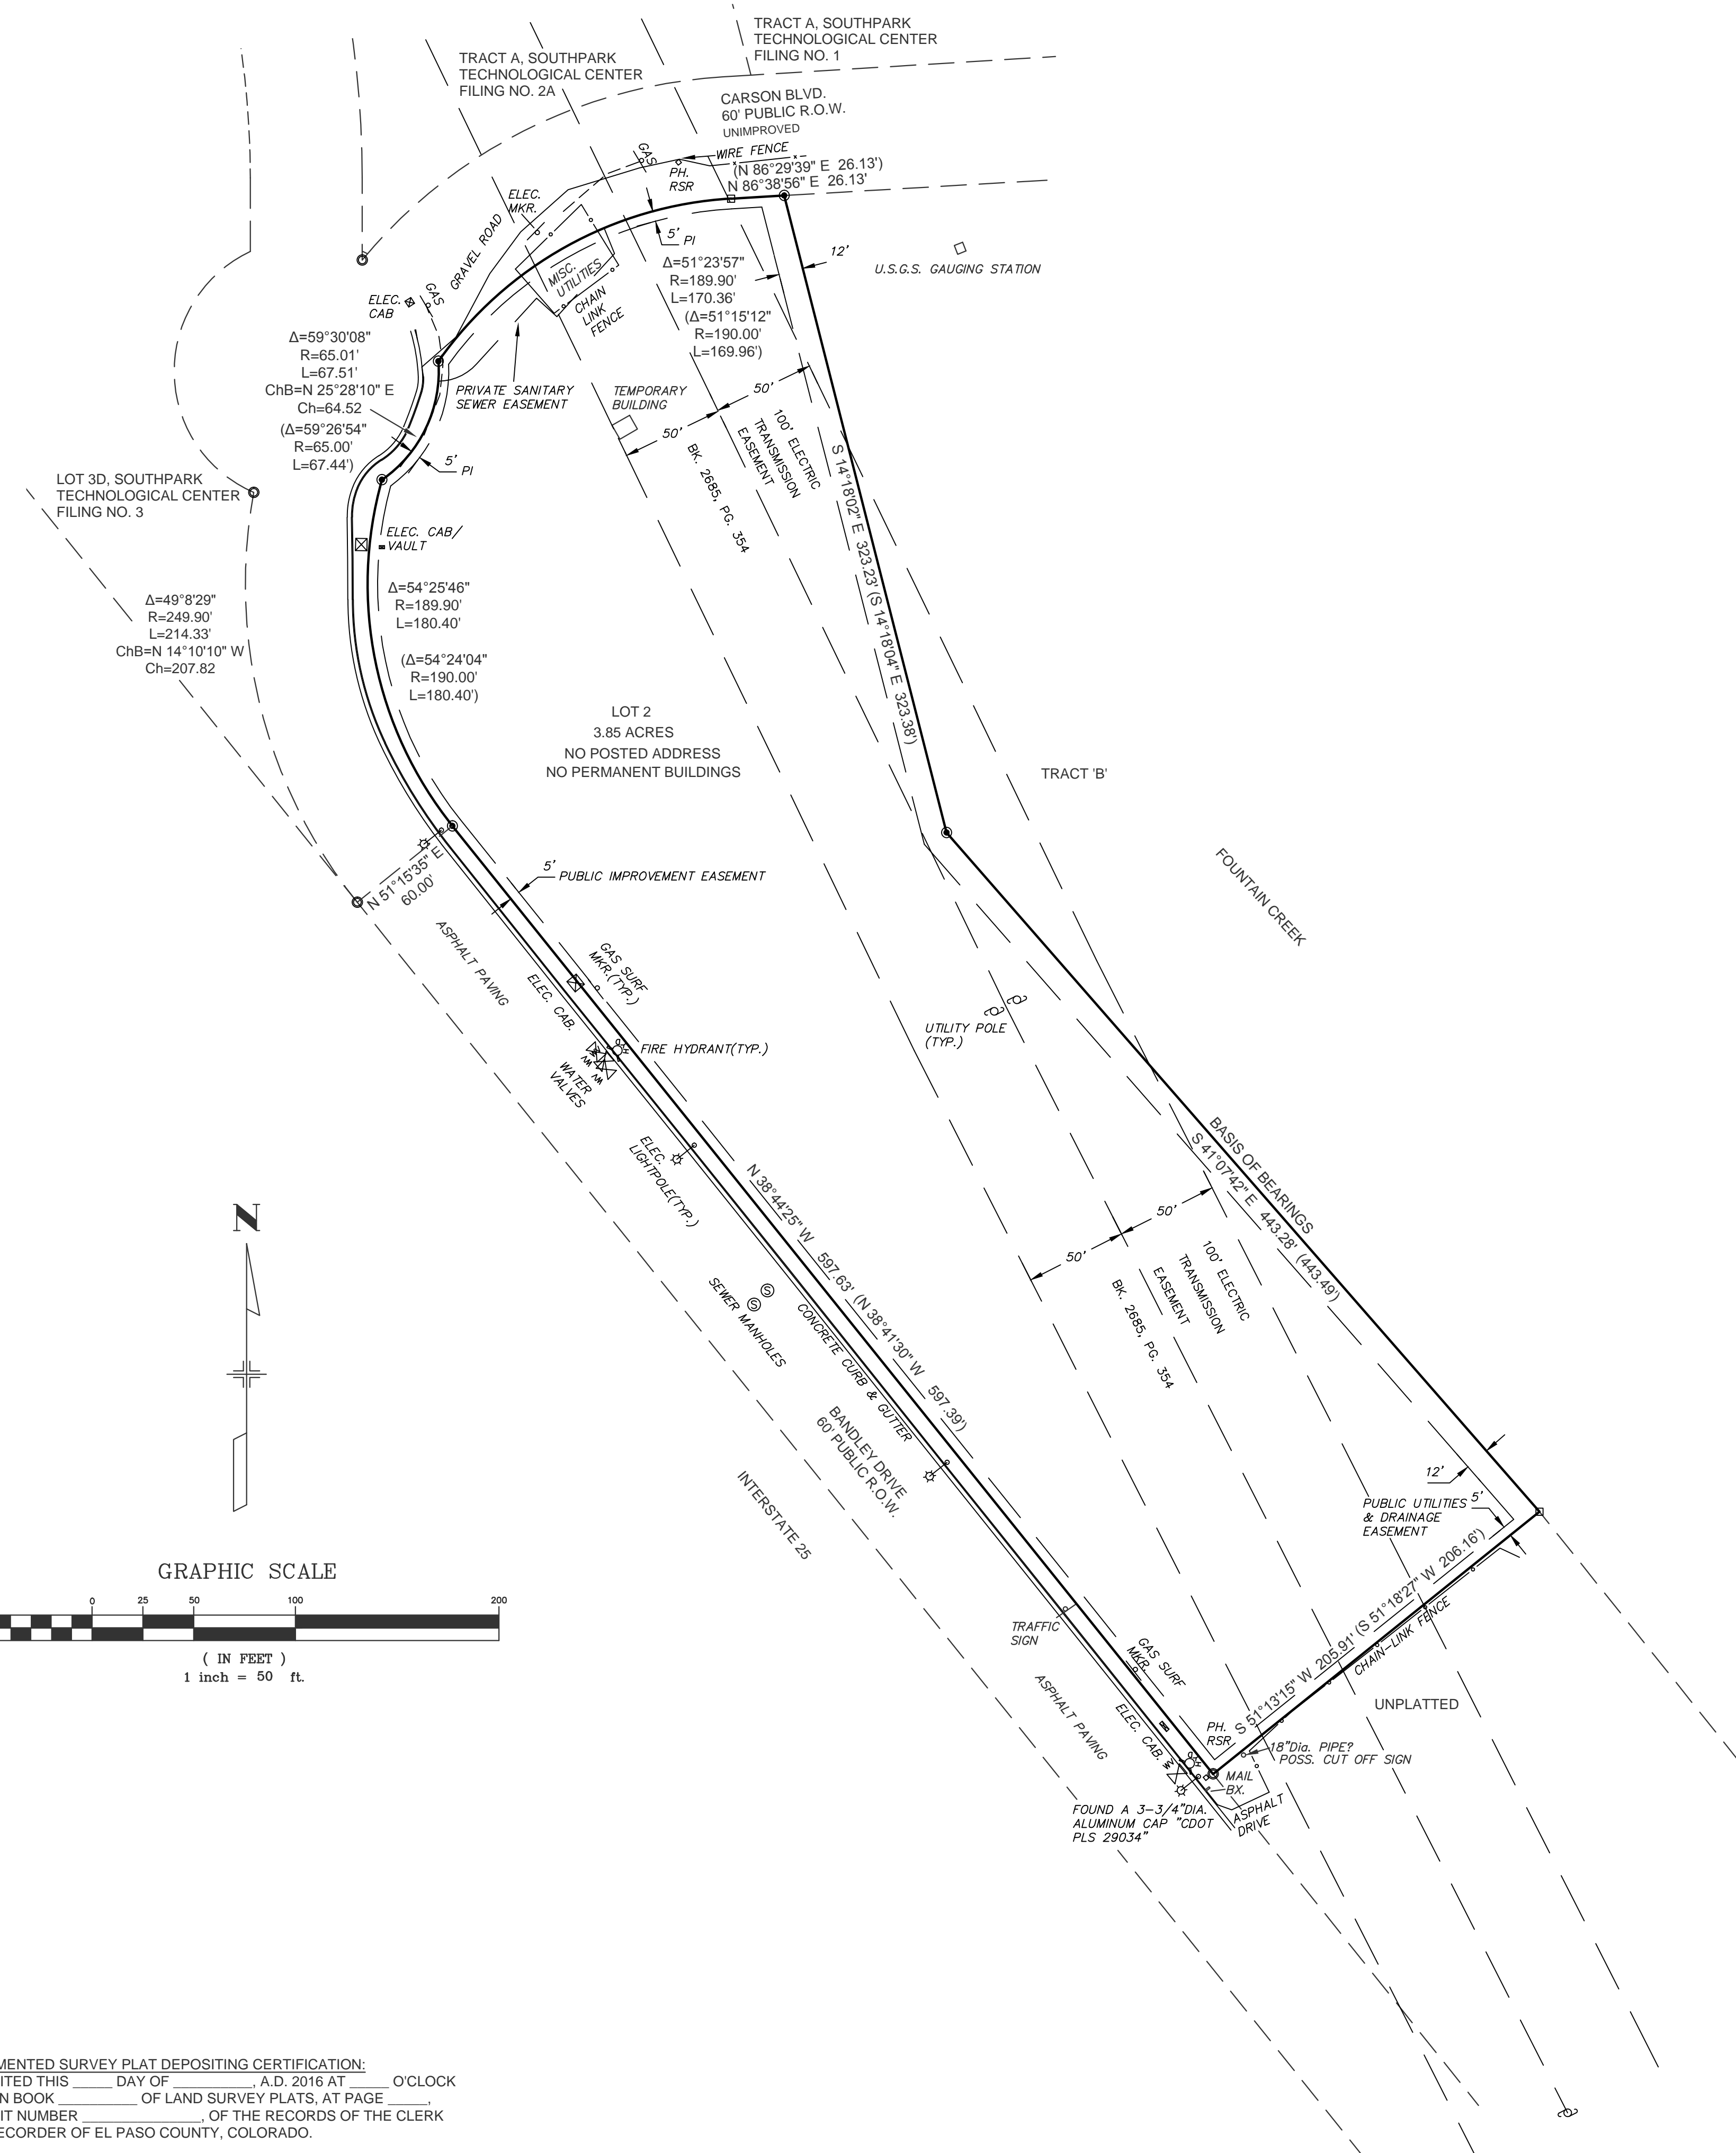 TRACT A, SOUTHPARK
TECHNOLOGICAL CENTER
FILING NO. 1
TRACT A, SOUTHPARK
TECHNOLOGICAL CENTER
FILING NO. 2A
CARSON BLVD.
60' PUBLIC R.O.W.
UNIMPROVED
WIRE FENCE
(N 86°29'39" E 26.13')
N 86°38'56" E 26.13'
GAS
PH.
RSR
ELEC.
MKR.
GRAVEL ROAD
5'
PI
12'
U.S.G.S. GAUGING STATION
MISC.
UTILITIES
CHAIN
LINK
FENCE
Δ=51°23'57"
R=189.90'
L=170.36'
(Δ=51°15'12"
R=190.00'
L=169.96')
ELEC.
CAB
GAS
Δ=59°30'08"
R=65.01'
L=67.51'
ChB=N 25°28'10" E
Ch=64.52
(Δ=59°26'54"
R=65.00'
L=67.44')
PRIVATE SANITARY
SEWER EASEMENT
TEMPORARY
BUILDING
50'
50'
100' ELECTRIC
TRANSMISSION
EASEMENT
BK. 2685, PG. 354
S 14°18'02" E 323.23' (S 14°18'04" E 323.38')
5'
PI
LOT 3D, SOUTHPARK
TECHNOLOGICAL CENTER
FILING NO. 3
ELEC. CAB/
VAULT
Δ=54°25'46"
R=189.90'
L=180.40'
(Δ=54°24'04"
R=190.00'
L=180.40')
Δ=49°8'29"
R=249.90'
L=214.33'
ChB=N 14°10'10" W
Ch=207.82
LOT 2
3.85 ACRES
NO POSTED ADDRESS
NO PERMANENT BUILDINGS
TRACT 'B'
FOUNTAIN CREEK
N 51°15'35" E
60.00'
5'
PUBLIC IMPROVEMENT EASEMENT
ASPHALT PAVING
ELEC. CAB.
GAS SURF
MKR.(TYP.)
UTILITY POLE
(TYP.)
FIRE HYDRANT(TYP.)
WATER
VALVES
ELEC.
LIGHTPOLE(TYP.)
BASIS OF BEARINGS
S 41°07'42" E 443.28' (443.49')
N 38°44'25" W 597.63' (N 38°41'30" W 597.39')
50'
50'
100' ELECTRIC
TRANSMISSION
EASEMENT
BK. 2685, PG. 354
N
SEWER MANHOLES
S
S
CONCRETE CURB & GUTTER
BANDLEY DRIVE
60' PUBLIC R.O.W.
INTERSTATE 25
12'
PUBLIC UTILITIES
& DRAINAGE
EASEMENT
5'
S 51°13'15" W 205.91' (S 51°18'27" W 206.16')
CHAIN-LINK FENCE
UNPLATTED
GRAPHIC SCALE
0 25 50 100 200
( IN FEET )
1 inch = 50 ft.
TRAFFIC
SIGN
GAS SURF
MKR.
ASPHALT PAVING
ELEC. CAB.
PH.
RSR
18"Dia. PIPE?
POSS. CUT OFF SIGN
MAIL
BX.
FOUND A 3-3/4"DIA.
ALUMINUM CAP "CDOT
PLS 29034"
ASPHALT
DRIVE
MENTED SURVEY PLAT DEPOSITING CERTIFICATION:
ITED THIS _____ DAY OF __________, A.D. 2016 AT _____ O'CLOCK
N BOOK __________ OF LAND SURVEY PLATS, AT PAGE _____,
IT NUMBER _______________, OF THE RECORDS OF THE CLERK
ECORDER OF EL PASO COUNTY, COLORADO.